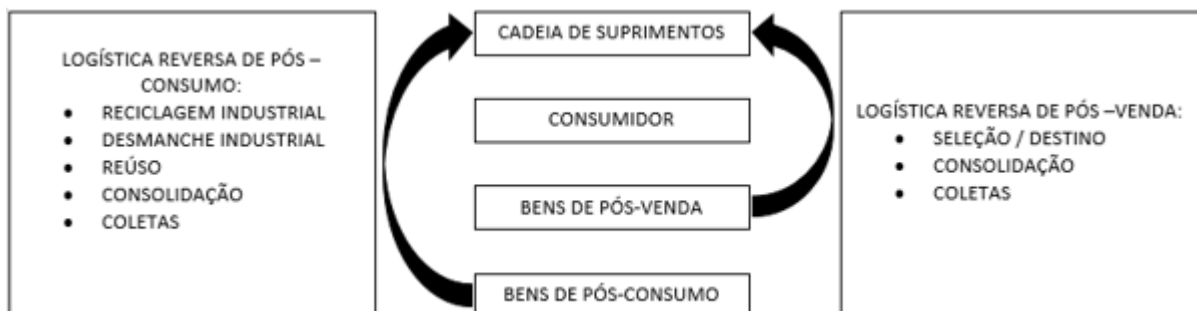 LOGÍSTICA REVERSA DE PÓS –
CONSUMO:
• RECICLAGEM INDUSTRIAL
• DESMANCHE INDUSTRIAL
• REÚSO
• CONSOLIDAÇÃO
• COLETAS
CADEIA DE SUPRIMENTOS
CONSUMIDOR
BENS DE PÓS-VENDA
BENS DE PÓS-CONSUMO
LOGÍSTICA REVERSA DE PÓS –VENDA:
• SELEÇÃO / DESTINO
• CONSOLIDAÇÃO
• COLETAS